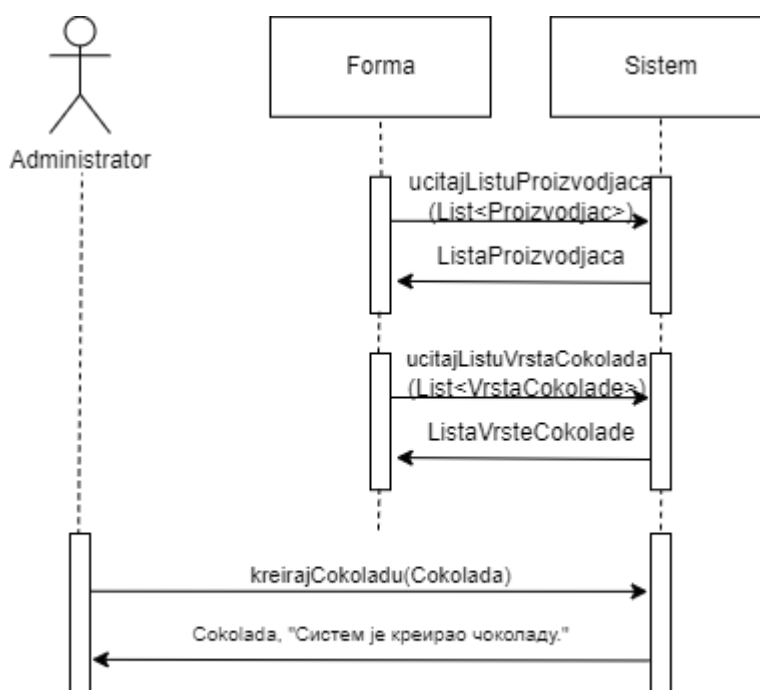 Forma
Sistem
Administrator
ucitajListuProizvodjaca
(List<Proizvodjac>)
ListaProizvodjaca
ucitajListuVrstaCokolada
(List<VrstaCokolade>)
ListaVrsteCokolade
kreirajCokoladu(Cokolada)
Cokolada, "Систем је креирао чоколаду."